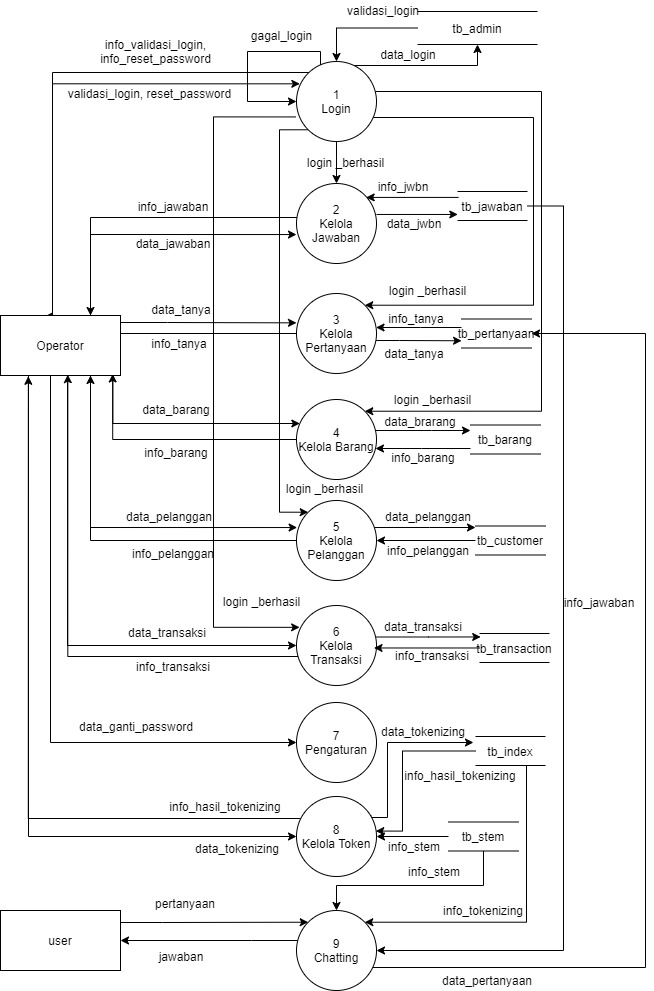 validasi_login
tb_admin
gagal_login
info_validasi_login,
info_reset_password
data_login
validasi_login, reset_password
1
Login
login _berhasil
info_jwbn
info_jawaban
2
Kelola
Jawaban
tb_jawaban
data_jwbn
data_jawaban
login _berhasil
data_tanya
3
Kelola
Pertanyaan
info_tanya
tb_pertanyaan
Operator
info_tanya
data_tanya
login _berhasil
data_barang
4
Kelola Barang
data_brarang
tb_barang
info_barang
info_barang
login _berhasil
data_pelanggan
5
Kelola
Pelanggan
data_pelanggan
tb_customer
info_pelanggan
info_pelanggan
login _berhasil
info_jawaban
data_transaksi
6
Kelola
Transaksi
data_transaksi
tb_transaction
info_transaksi
info_transaksi
data_ganti_password
7
Pengaturan
data_tokenizing
tb_index
info_hasil_tokenizing
info_hasil_tokenizing
8
Kelola Token
tb_stem
data_tokenizing
info_stem
info_stem
pertanyaan
info_tokenizing
user
9
Chatting
jawaban
data_pertanyaan